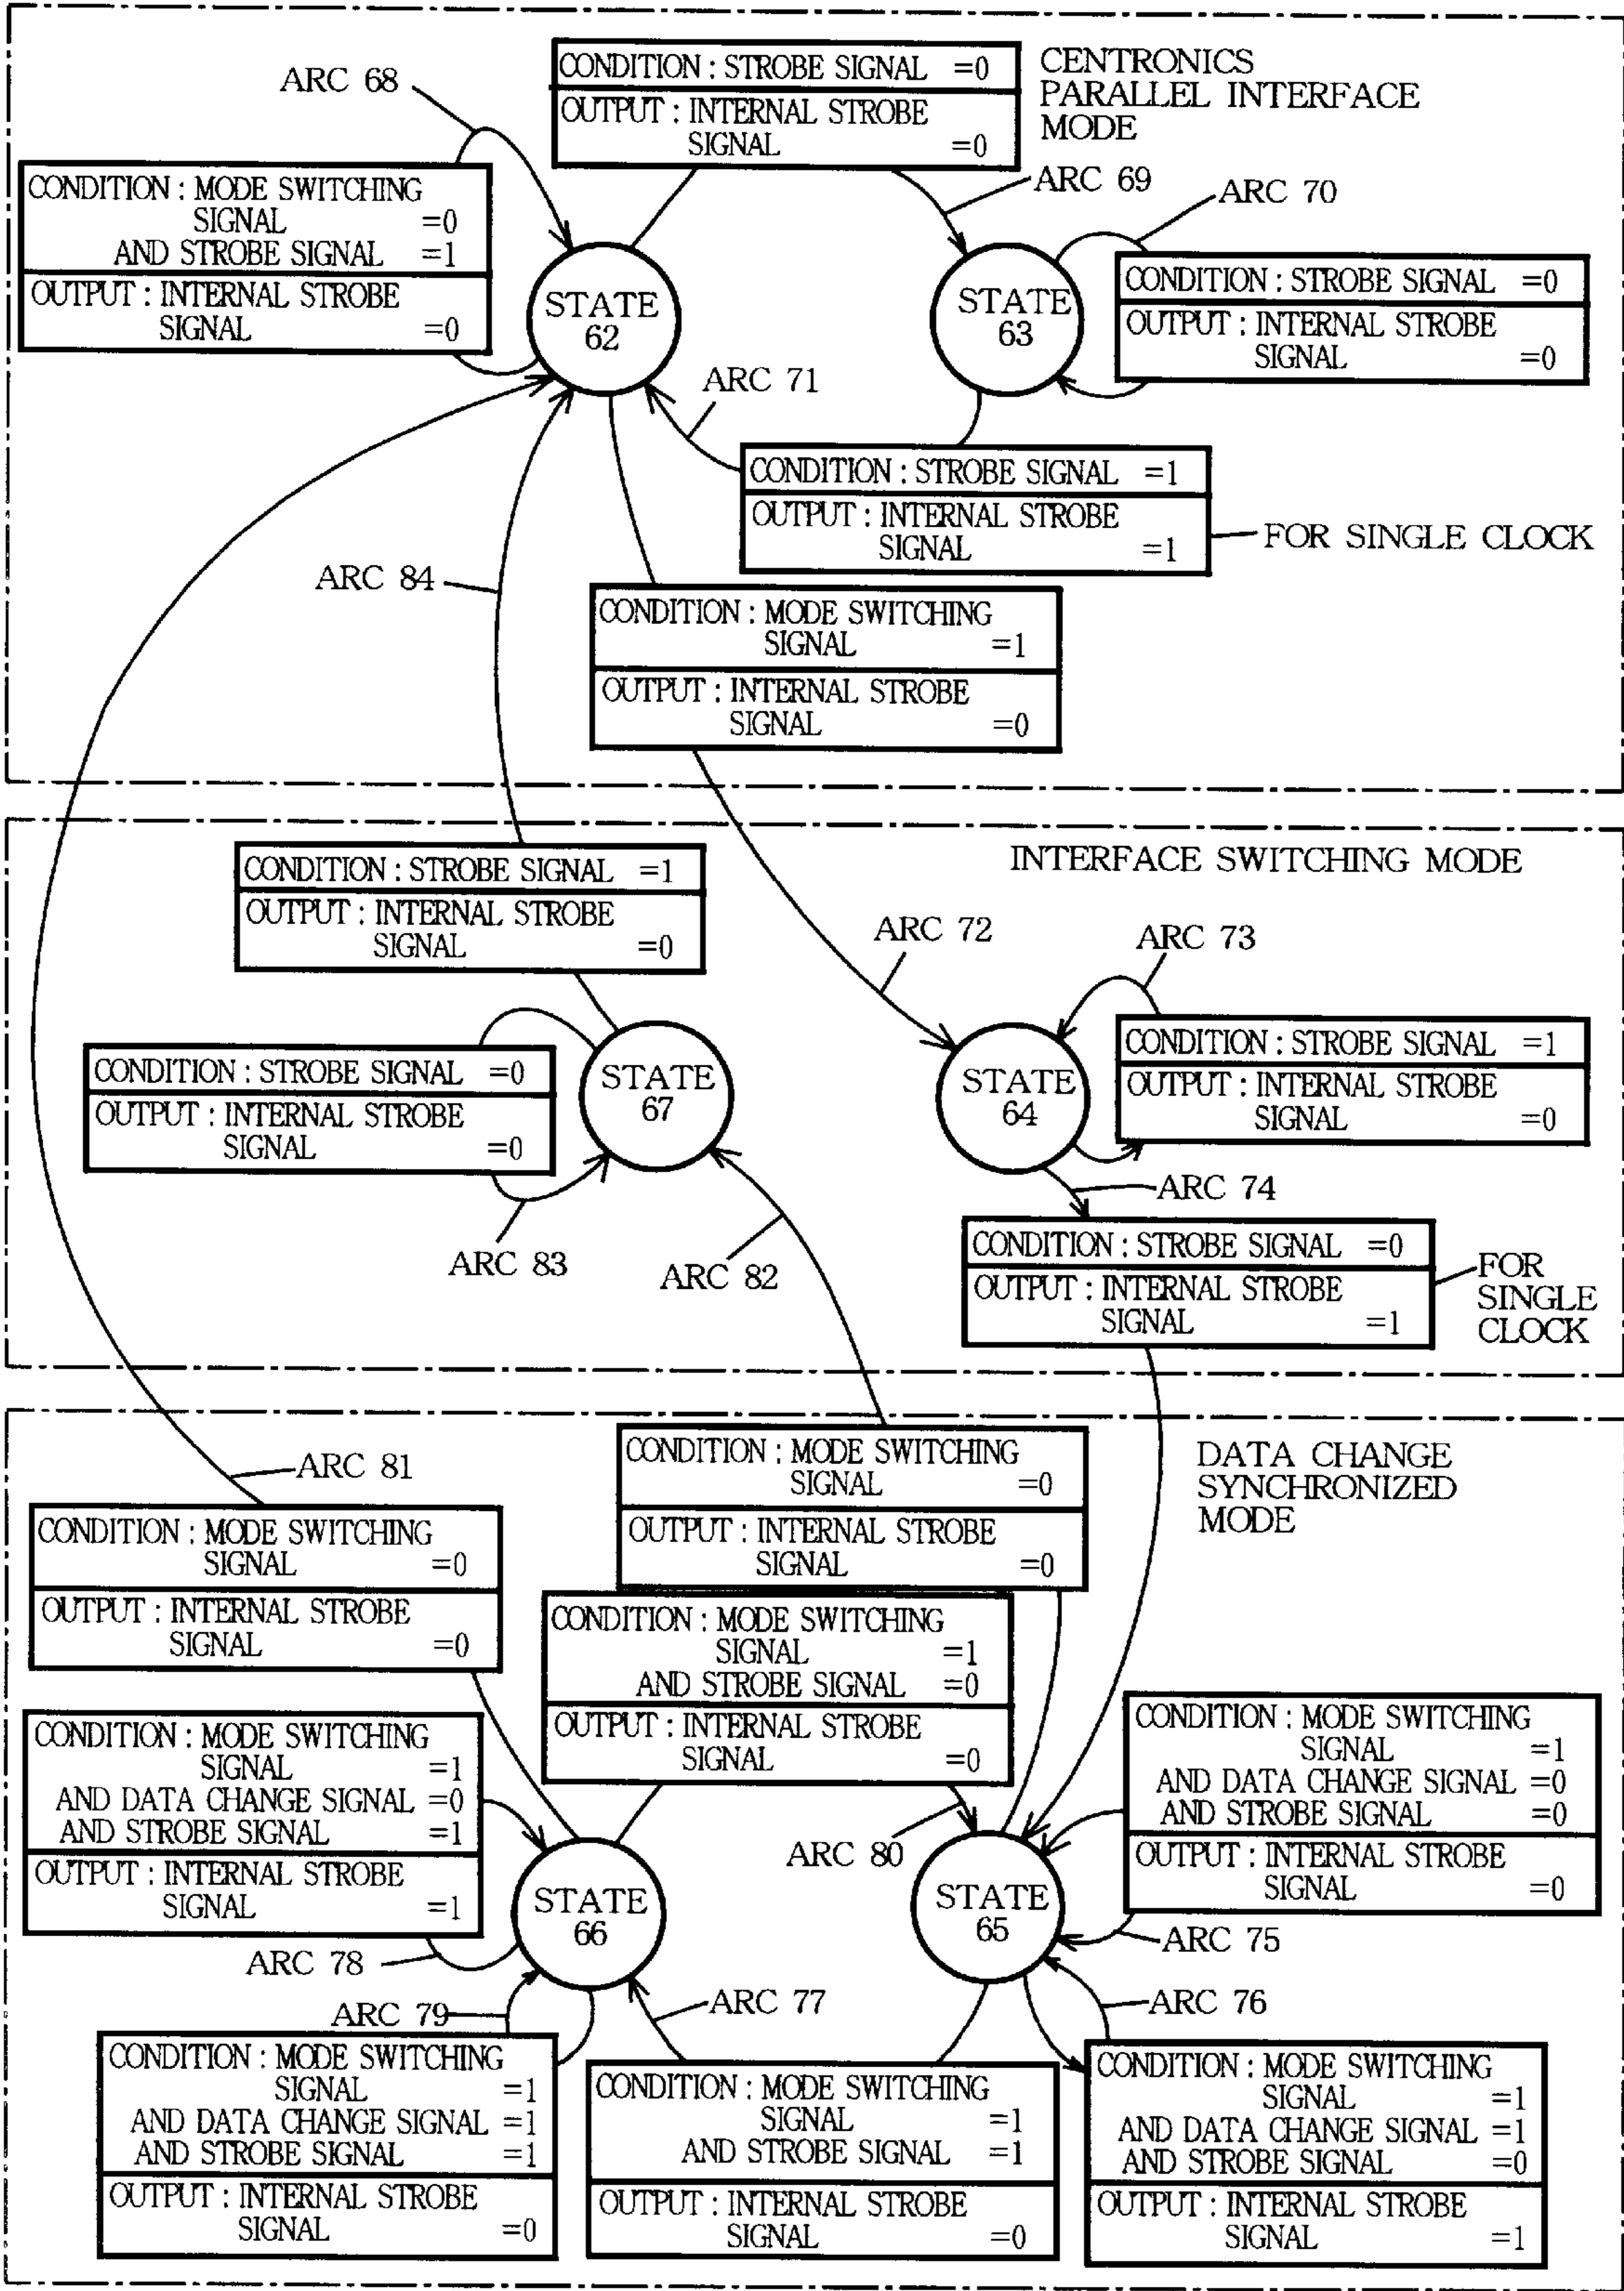 CENTRONICS
PARALLEL INTERFACE
MODE
ARC 68
CONDITION : STROBE SIGNAL =0
OUTPUT : INTERNAL STROBE
SIGNAL =0
ARC 69
ARC 70
CONDITION : MODE SWITCHING
SIGNAL =0
AND STROBE SIGNAL =1
OUTPUT : INTERNAL STROBE
SIGNAL =0
STATE
62
STATE
63
CONDITION : STROBE SIGNAL =0
OUTPUT : INTERNAL STROBE
SIGNAL =0
ARC 71
CONDITION : STROBE SIGNAL =1
OUTPUT : INTERNAL STROBE
SIGNAL =1
FOR SINGLE CLOCK
ARC 84
CONDITION : MODE SWITCHING
SIGNAL =1
OUTPUT : INTERNAL STROBE
SIGNAL =0
INTERFACE SWITCHING MODE
CONDITION : STROBE SIGNAL =1
OUTPUT : INTERNAL STROBE
SIGNAL =0
ARC 72
ARC 73
CONDITION : STROBE SIGNAL =0
OUTPUT : INTERNAL STROBE
SIGNAL =0
STATE
67
STATE
64
CONDITION : STROBE SIGNAL =1
OUTPUT : INTERNAL STROBE
SIGNAL =0
ARC 74
ARC 83
ARC 82
CONDITION : STROBE SIGNAL =0
OUTPUT : INTERNAL STROBE
SIGNAL =1
FOR
SINGLE
CLOCK
DATA CHANGE
SYNCHRONIZED
MODE
ARC 81
CONDITION : MODE SWITCHING
SIGNAL =0
OUTPUT : INTERNAL STROBE
SIGNAL =0
CONDITION : MODE SWITCHING
SIGNAL =0
OUTPUT : INTERNAL STROBE
SIGNAL =0
CONDITION : MODE SWITCHING
SIGNAL =1
AND STROBE SIGNAL =0
OUTPUT : INTERNAL STROBE
SIGNAL =0
CONDITION : MODE SWITCHING
SIGNAL =1
AND DATA CHANGE SIGNAL =0
AND STROBE SIGNAL =1
OUTPUT : INTERNAL STROBE
SIGNAL =1
CONDITION : MODE SWITCHING
SIGNAL =1
AND DATA CHANGE SIGNAL =0
AND STROBE SIGNAL =0
OUTPUT : INTERNAL STROBE
SIGNAL =0
ARC 80
STATE
66
STATE
65
ARC 78
ARC 75
ARC 79
ARC 77
ARC 76
CONDITION : MODE SWITCHING
SIGNAL =1
AND DATA CHANGE SIGNAL =1
AND STROBE SIGNAL =1
OUTPUT : INTERNAL STROBE
SIGNAL =0
CONDITION : MODE SWITCHING
SIGNAL =1
AND STROBE SIGNAL =1
OUTPUT : INTERNAL STROBE
SIGNAL =0
CONDITION : MODE SWITCHING
SIGNAL =1
AND DATA CHANGE SIGNAL =1
AND STROBE SIGNAL =0
OUTPUT : INTERNAL STROBE
SIGNAL =1